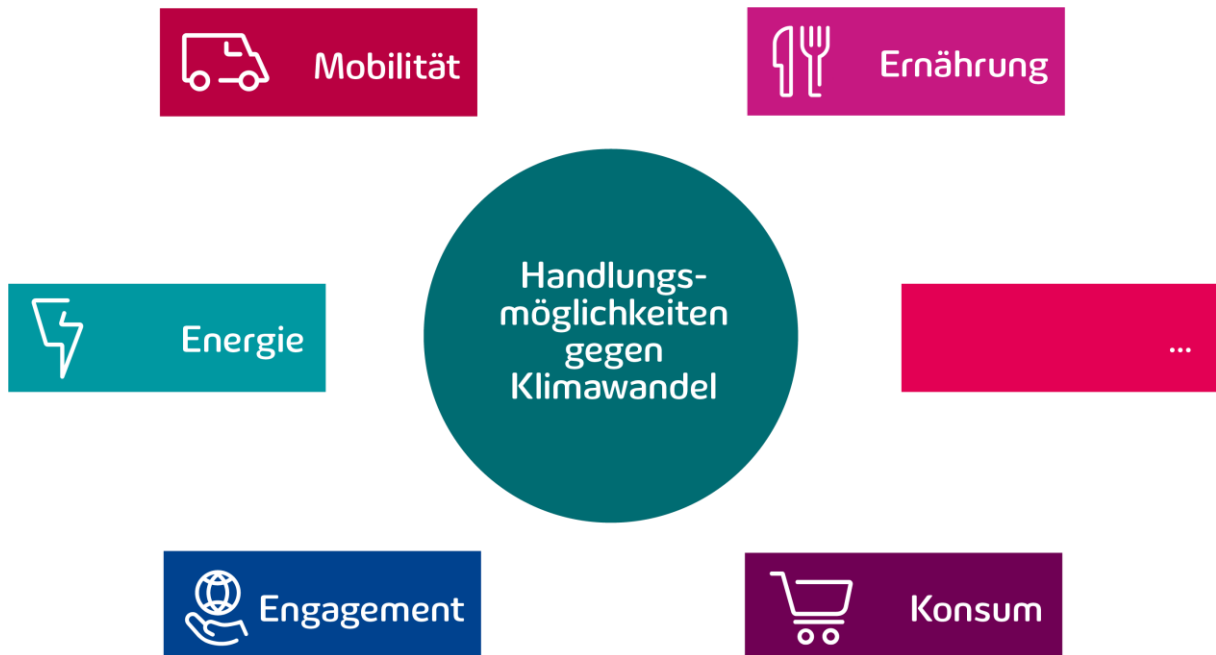 Mobilität
Ernährung
Handlungs-
möglichkeiten
gegen
Klimawandel
Energie
...
Engagement
Konsum